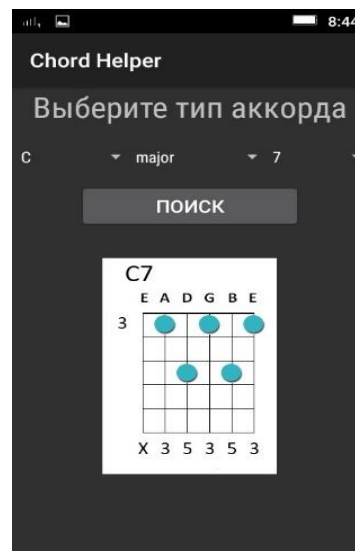 8:44
Chord Helper
Выберите тип аккорда
C major 7
ПОИСК
C7
E A D G B E
3
X 3 5 3 5 3